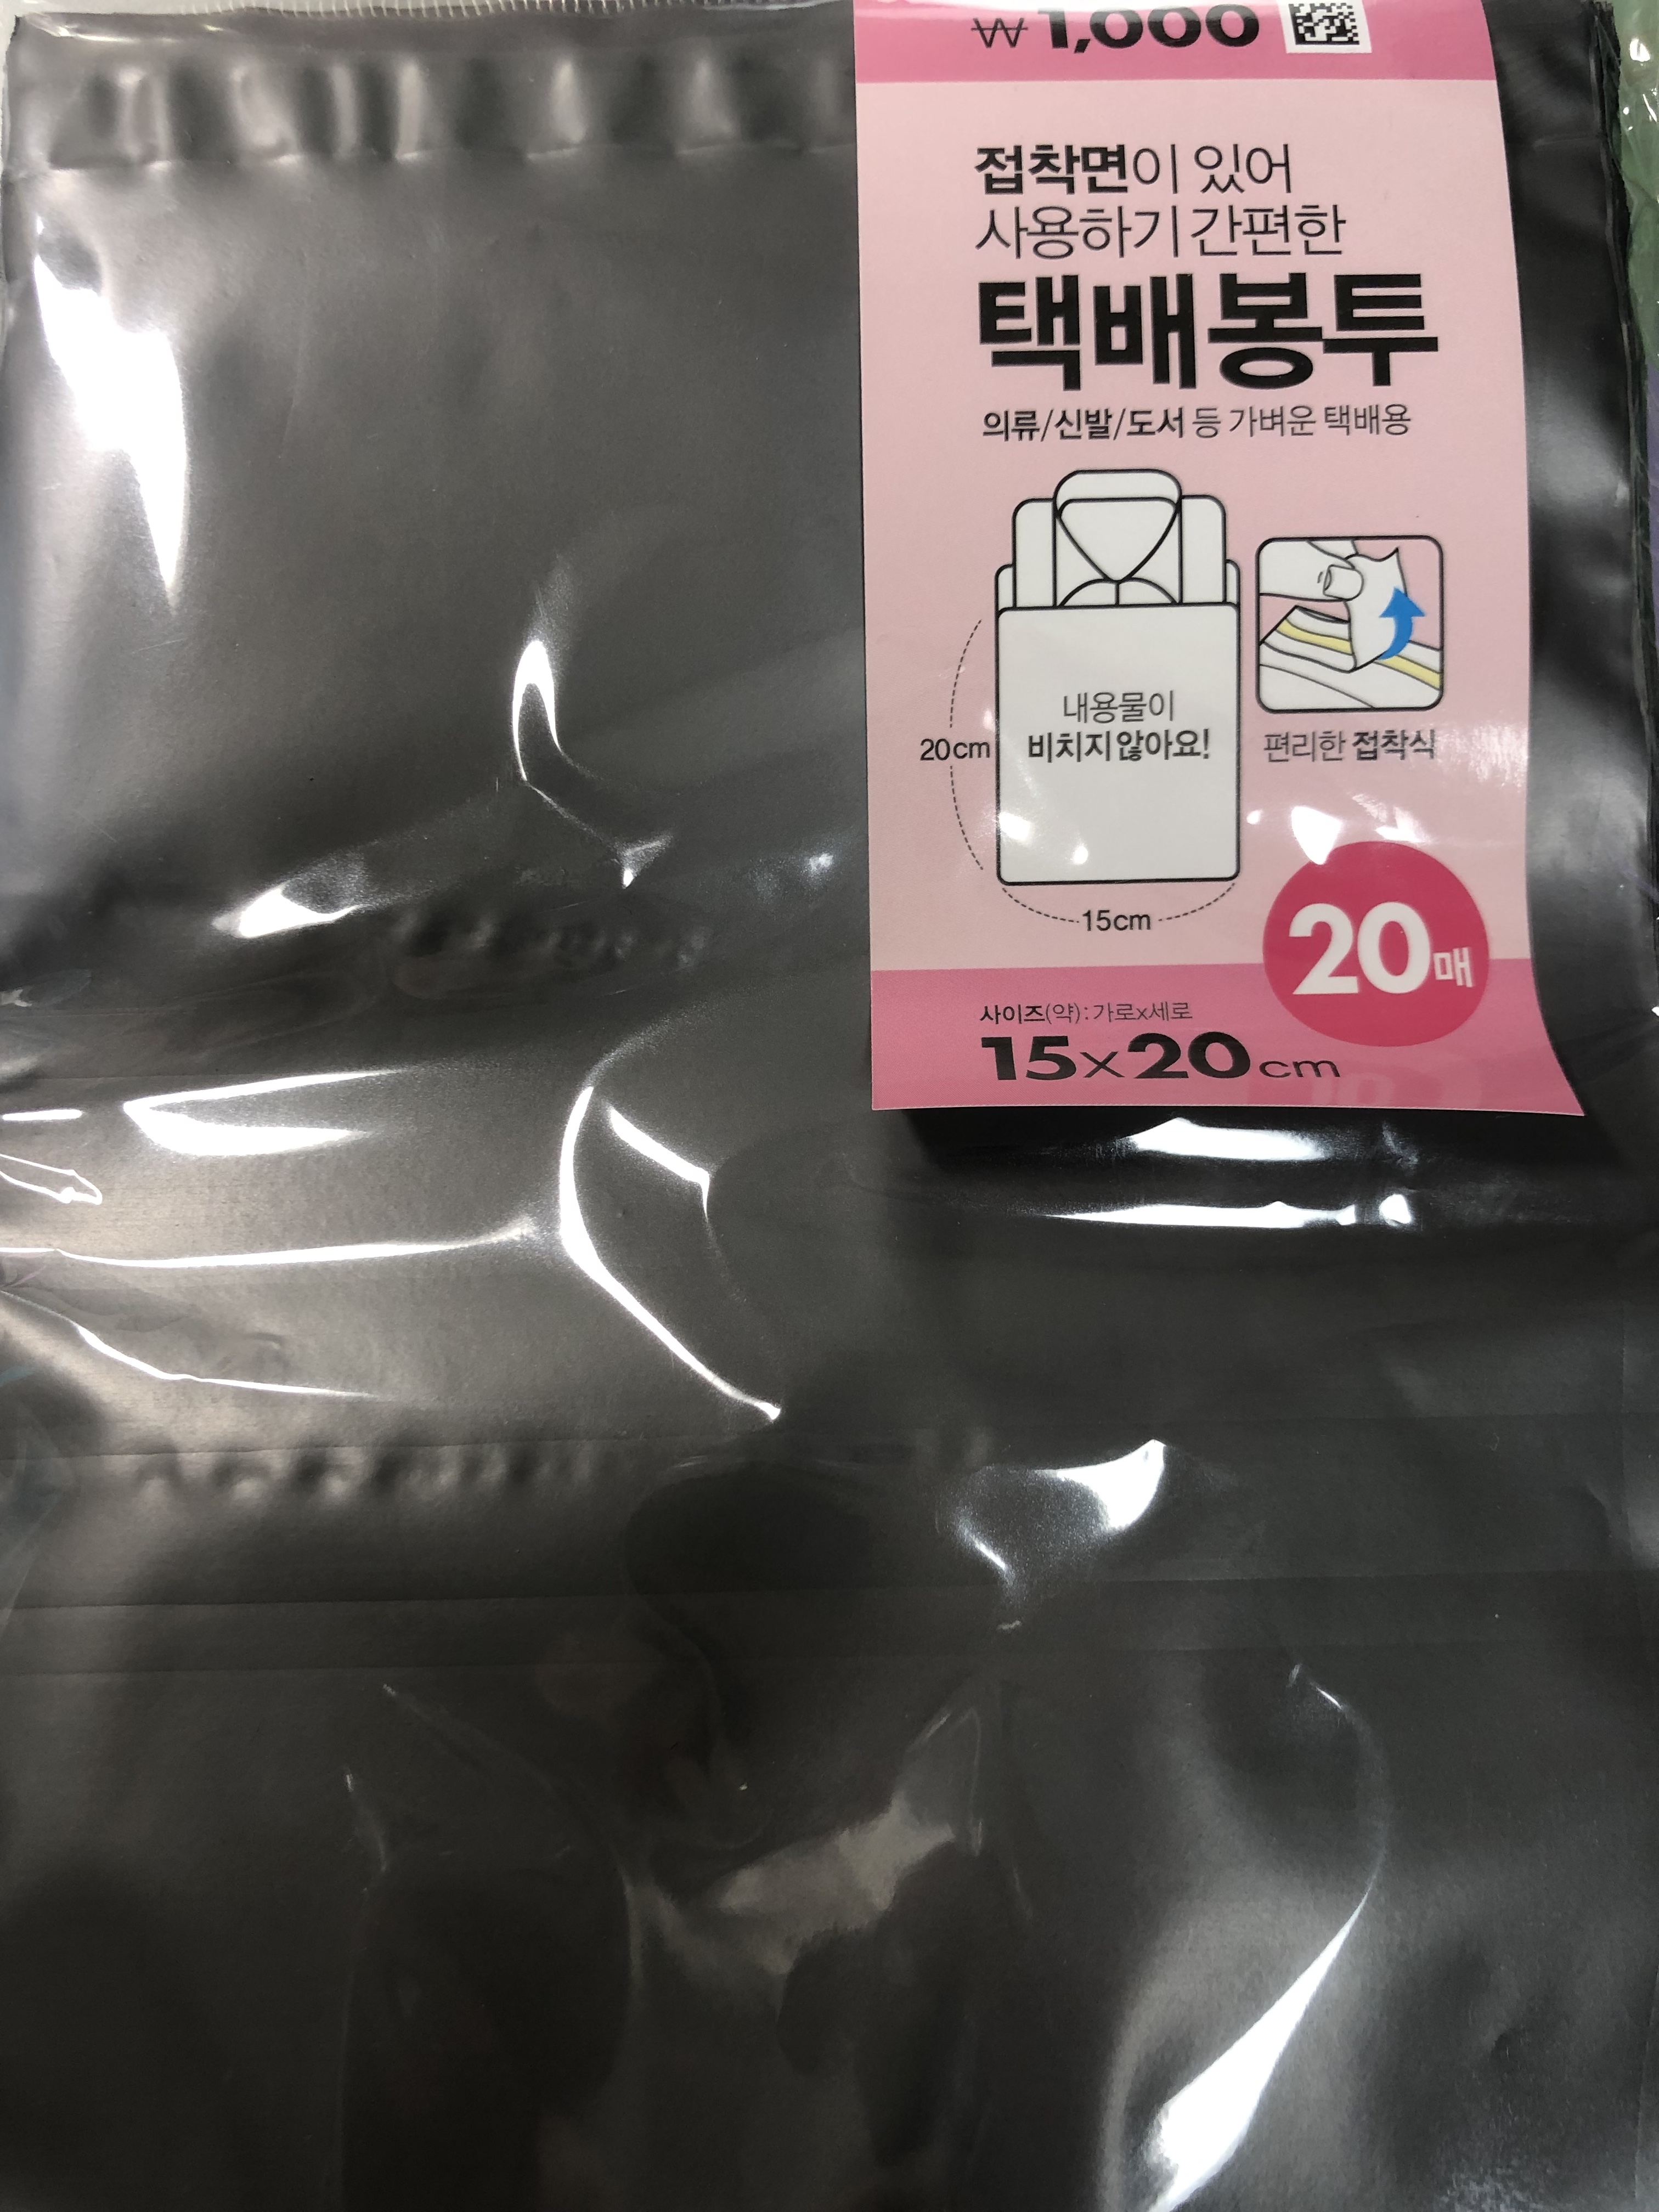 ₩1,000
접착면이 있어
사용하기 간편한
택배봉투
의류/신발/도서 등 가벼운 택배용
내용물이
비치지 않아요!
20cm
편리한 접착식
15cm
20매
사이즈(약):가로x세로
15x20cm